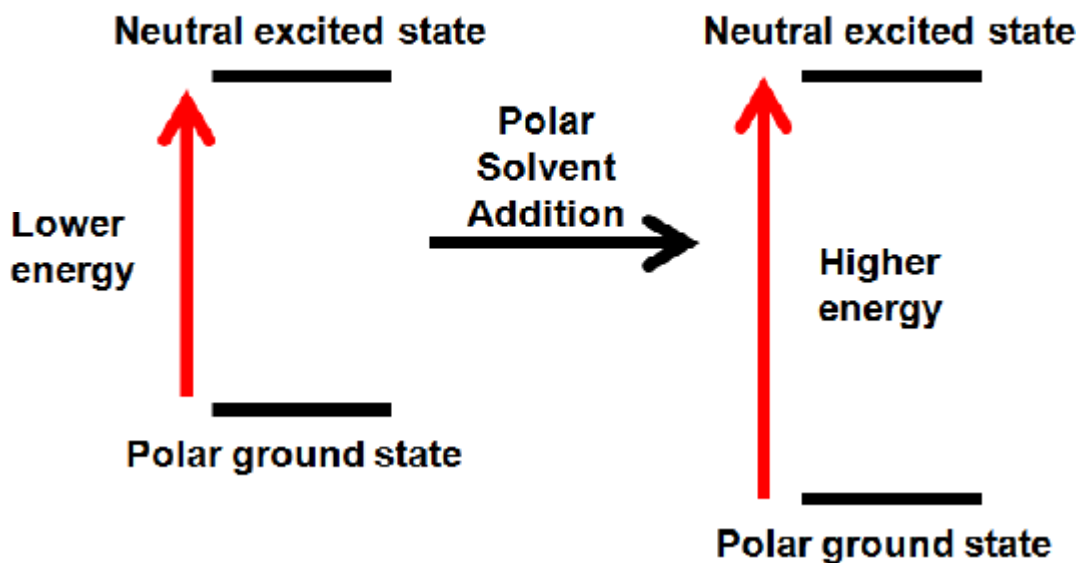 Neutral excited state
Neutral excited state
Polar
Solvent
Addition
Lower
energy
Higher
energy
Polar ground state
Polar ground state